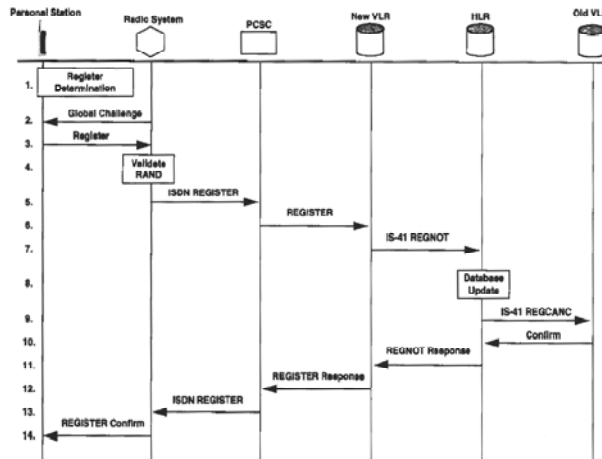 Personal Station
Radio System
PCSC
New VLR
HLR
Old VL
1.
Register
Determination
2.
Global Challenge
3.
Register
4.
Validate
RAND
5.
ISDN REGISTER
6.
REGISTER
7.
IS-41 REGNOT
8.
Database
Update
9.
IS-41 REGCANC
10.
Confirm
11.
REGNOT Response
12.
REGISTER Response
13.
ISDN REGISTER
14.
REGISTER Confirm